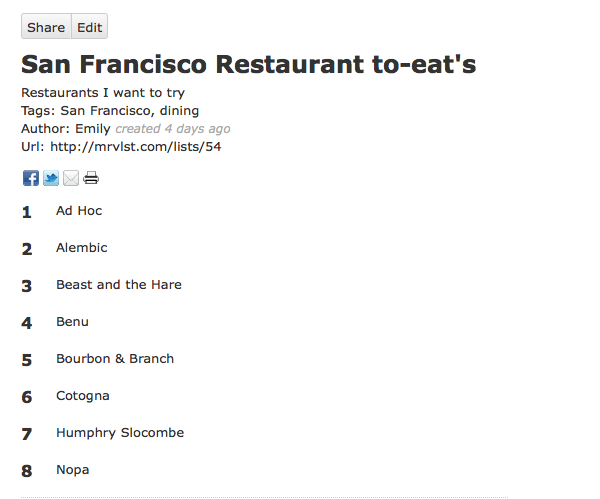 Share Edit
San Francisco Restaurant to-eat's
Restaurants I want to try
Tags: San Francisco, dining
Author: Emily created 4 days ago
Url: http://mrvlst.com/lists/54
1 Ad Hoc
2 Alembic
3 Beast and the Hare
4 Benu
5 Bourbon & Branch
6 Cotogna
7 Humphry Slocombe
8 Nopa